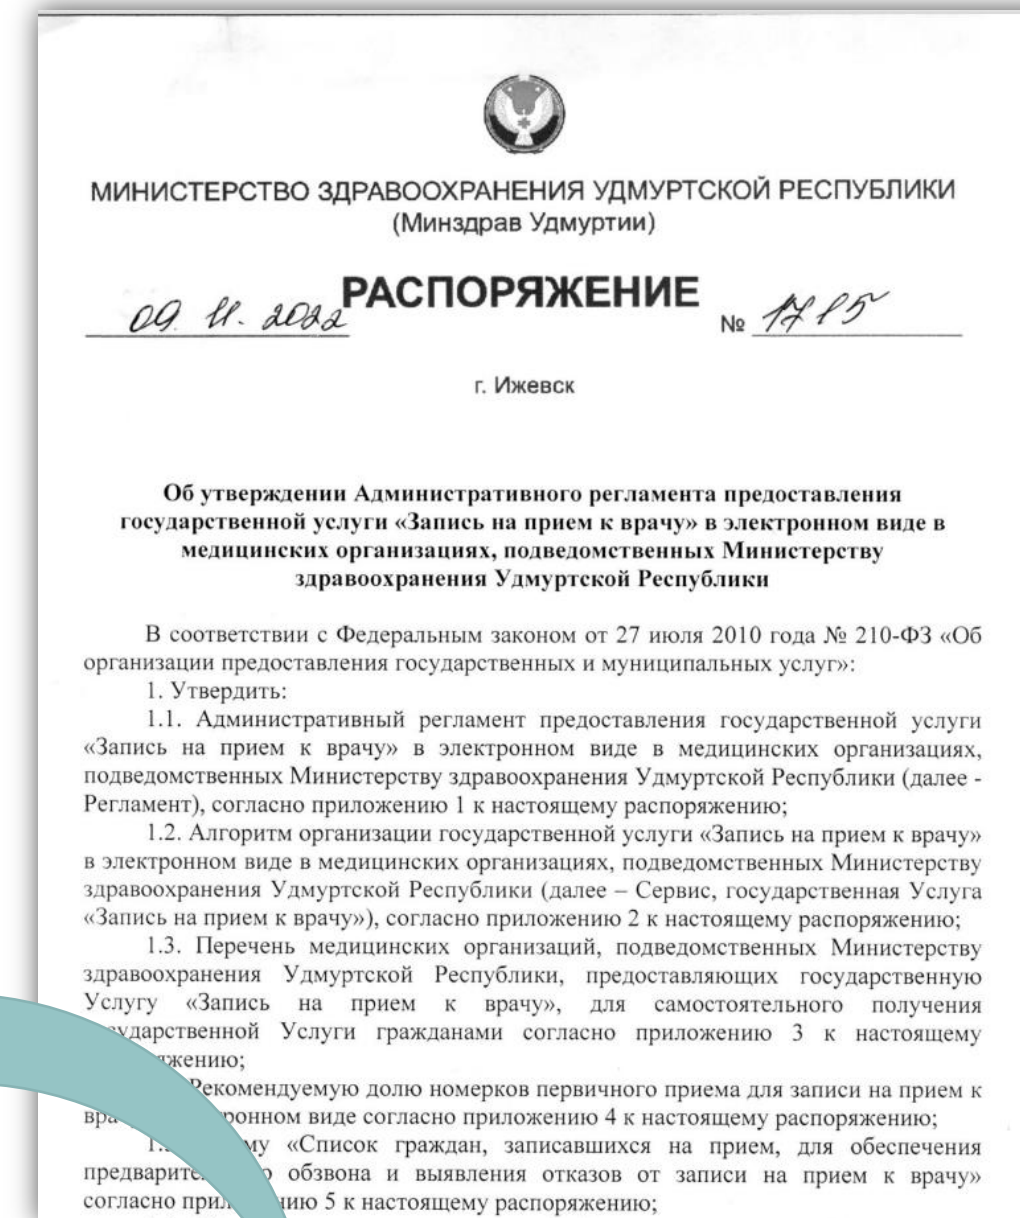 МИНИСТЕРСТВО ЗДРАВООХРАНЕНИЯ УДМУРТСКОЙ РЕСПУБЛИКИ
(Минздрав Удмуртии)
РАСПОРЯЖЕНИЕ
09. 11. 2022 № 1715
г. Ижевск
Об утверждении Административного регламента предоставления
государственной услуги «Запись на прием к врачу» в электронном виде в
медицинских организациях, подведомственных Министерству
здравоохранения Удмуртской Республики
В соответствии с Федеральным законом от 27 июля 2010 года № 210-ФЗ «Об
организации предоставления государственных и муниципальных услуг»:
1. Утвердить:
1.1. Административный регламент предоставления государственной услуги
«Запись на прием к врачу» в электронном виде в медицинских организациях,
подведомственных Министерству здравоохранения Удмуртской Республики (далее -
Регламент), согласно приложению 1 к настоящему распоряжению;
1.2. Алгоритм организации государственной услуги «Запись на прием к врачу»
в электронном виде в медицинских организациях, подведомственных Министерству
здравоохранения Удмуртской Республики (далее – Сервис, государственная Услуга
«Запись на прием к врачу»), согласно приложению 2 к настоящему распоряжению;
1.3. Перечень медицинских организаций, подведомственных Министерству
здравоохранения Удмуртской Республики, предоставляющих государственную
Услугу «Запись на прием к врачу», для самостоятельного получения
Услуги гражданами согласно приложению 3 к настоящему
Рекомендуемую долю номерков первичного приема для записи на прием к
виде согласно приложению 4 к настоящему распоряжению;
«Список граждан, записавшихся на прием, для обеспечения
обзвона и выявления отказов от записи на прием к врачу»
согласно 5 к настоящему распоряжению;